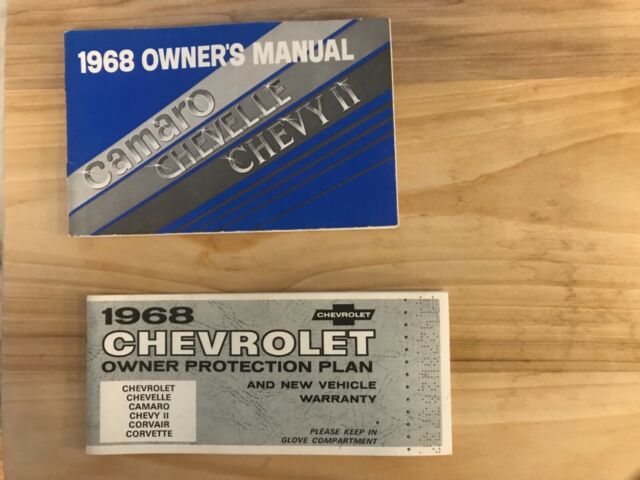 1968 OWNER'S MANUAL
camaro
CHEVELLE
CHEVY II
1968
CHEVROLET
CHEVROLET
OWNER PROTECTION PLAN
AND NEW VEHICLE
WARRANTY
CHEVROLET
CHEVELLE
CAMARO
CHEVY II
CORVAIR
CORVETTE
PLEASE KEEP IN
GLOVE COMPARTMENT